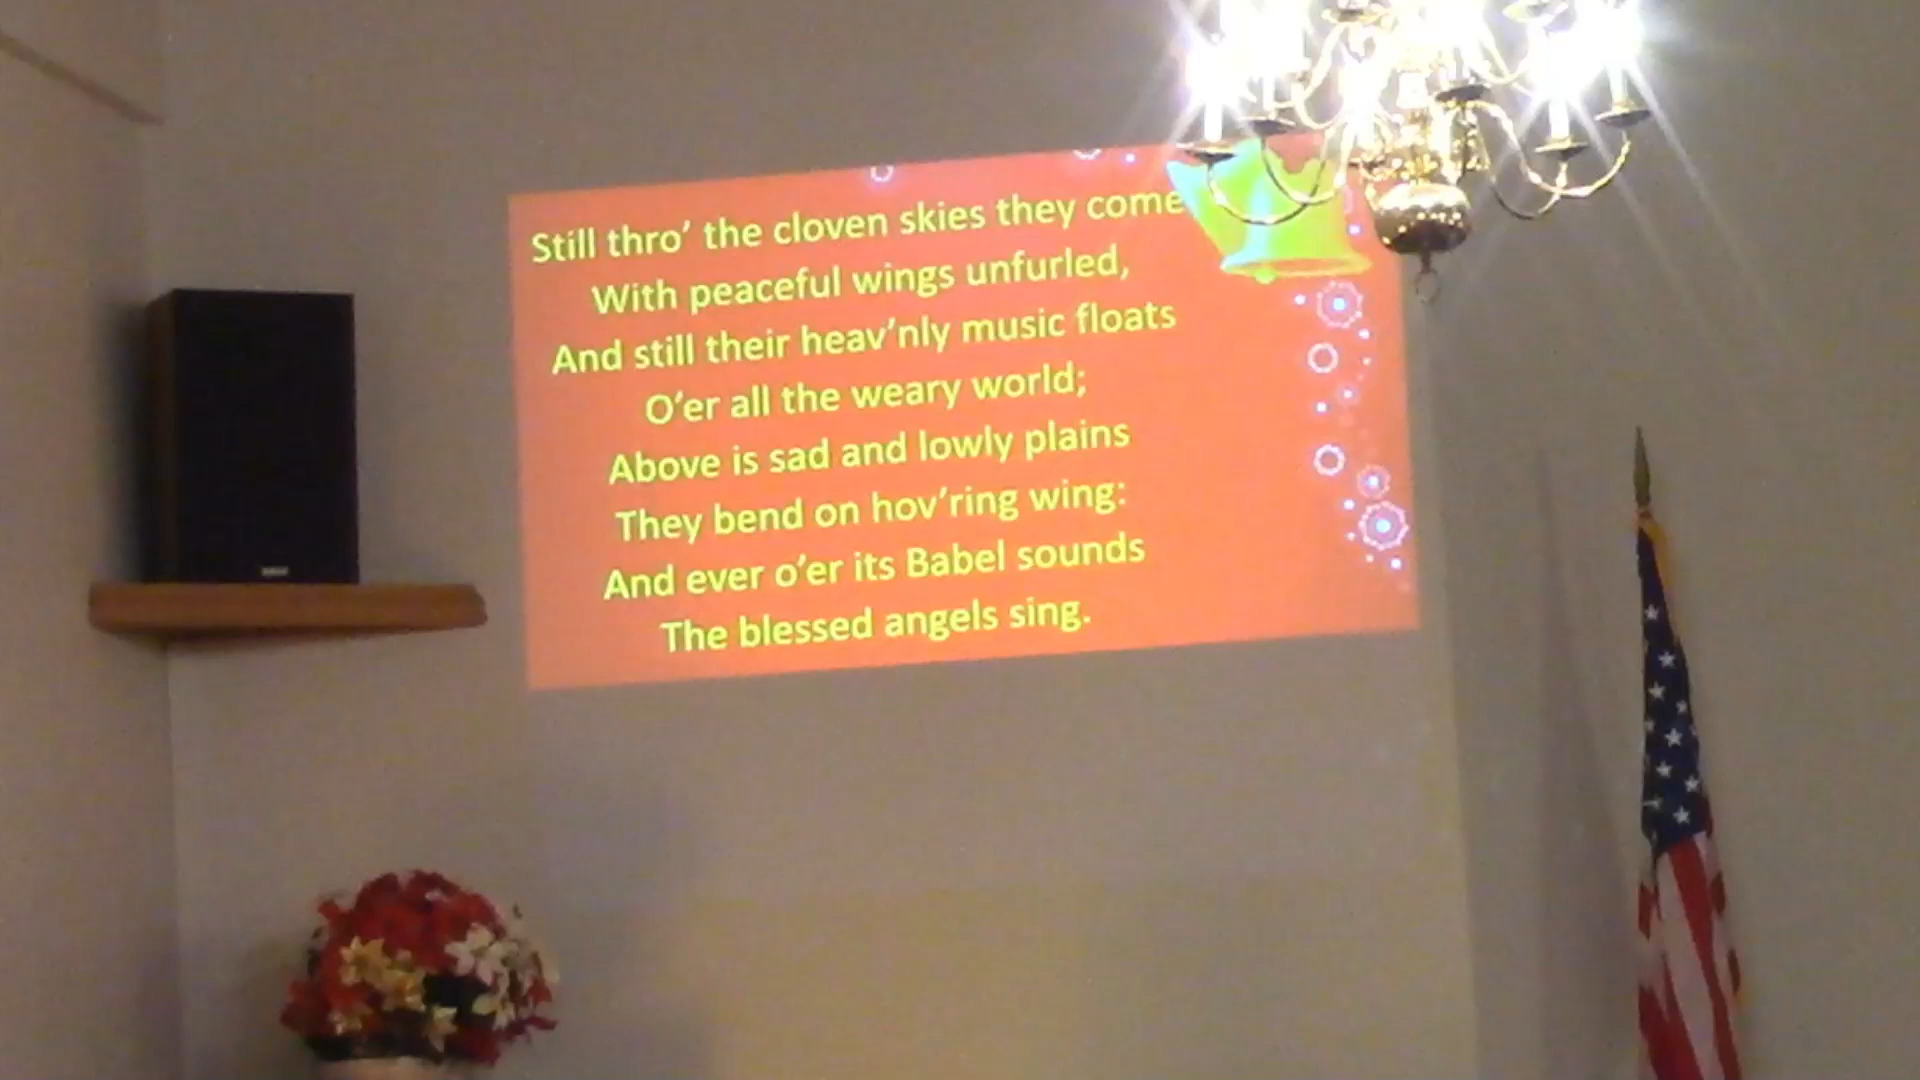 Still thro' the cloven skies they come
With peaceful wings unfurled,
And still their heav'nly music floats
O'er all the weary world;
Above is sad and lowly plains
They bend on hov'ring wing:
And ever o'er its Babel sounds
The blessed angels sing.